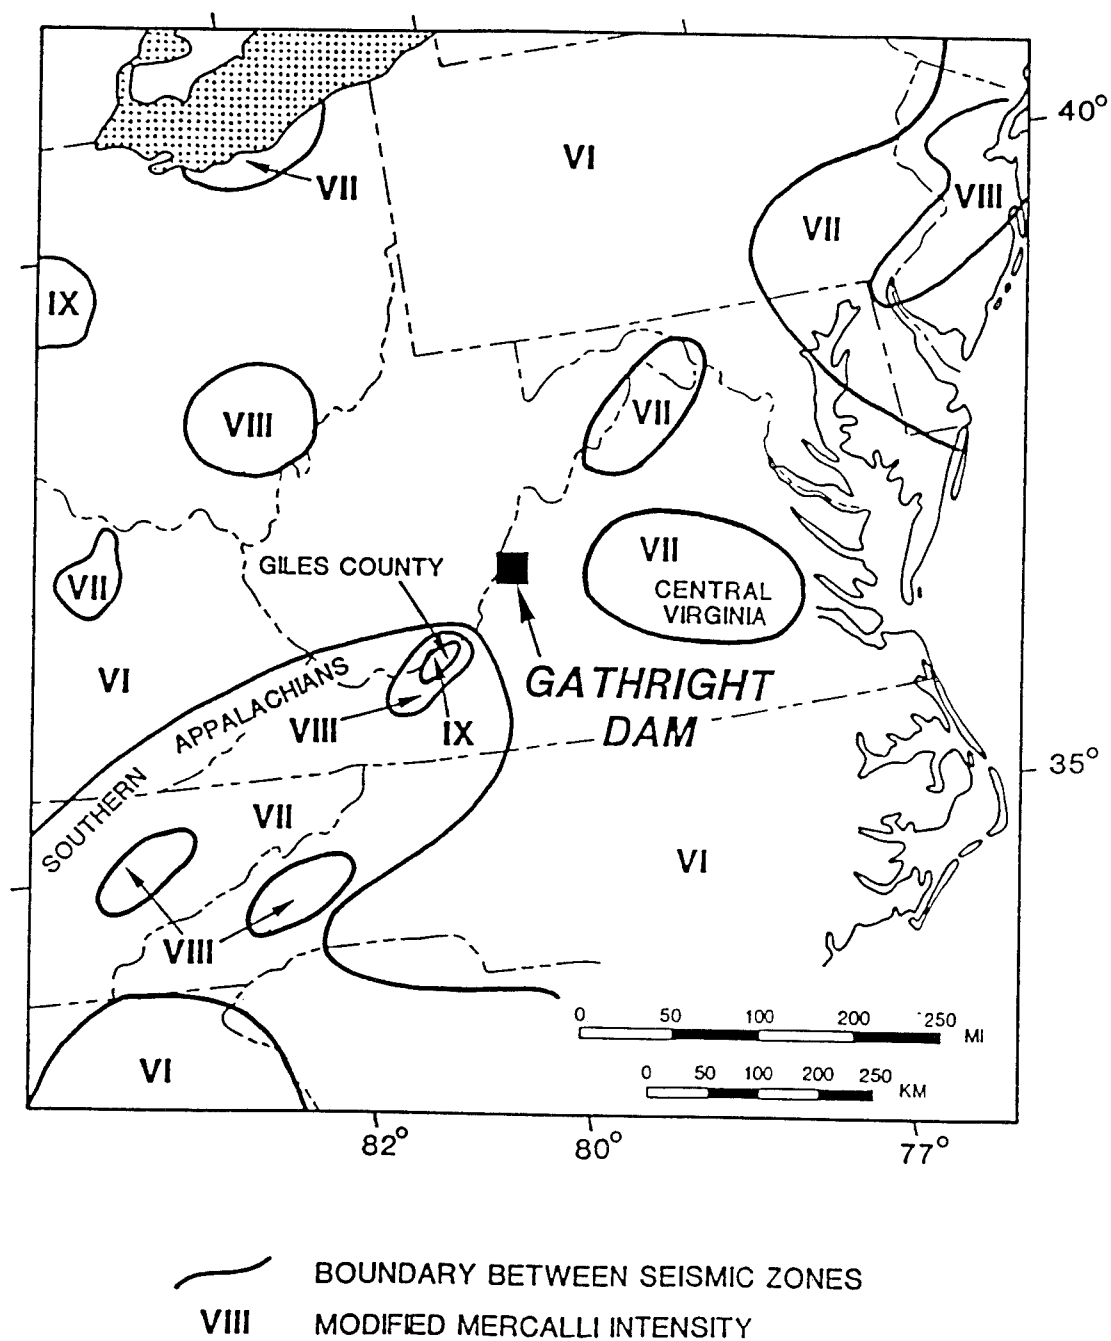 40°
VI
VII
VIII
VII
IX
VIII
VII
VII
GILES COUNTY
VII
CENTRAL
VIRGINIA
VI
APPALACHIANS
GATHRIGHT
DAM
VIII
IX
35°
SOUTHERN
VII
VI
VIII
0 50 100 200 250 MI
VI
0 50 100 200 250 KM
82° 80° 77°
BOUNDARY BETWEEN SEISMIC ZONES
VIII MODIFIED MERCALLI INTENSITY